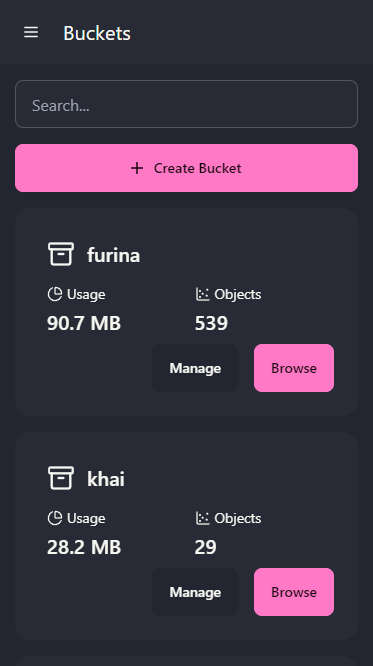 Buckets
Search...
Create Bucket
furina
Usage Objects
90.7 MB 539
Manage Browse
khai
Usage Objects
28.2 MB 29
Manage Browse